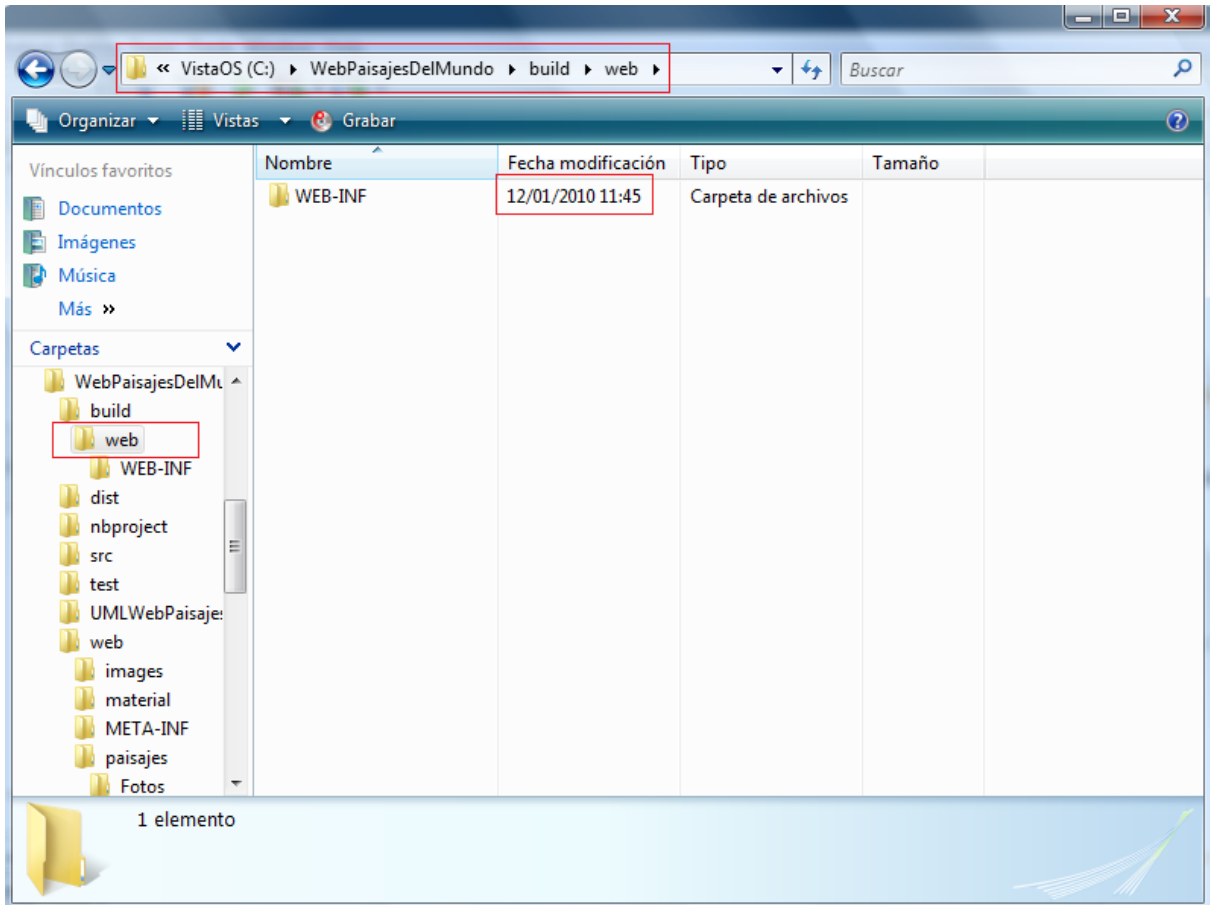 « VistaOS (C:) WebPaisajesDelMundo build web
Buscar
Organizar Vistas Grabar
Vínculos favoritos
Documentos
Imágenes
Música
Más »
Carpetas
WebPaisajesDelMu
build
web
WEB-INF
dist
nbproject
src
test
UMLWebPaisajes
web
images
material
META-INF
paisajes
Fotos
Nombre Fecha modificación Tipo Tamaño
WEB-INF 12/01/2010 11:45 Carpeta de archivos
1 elemento